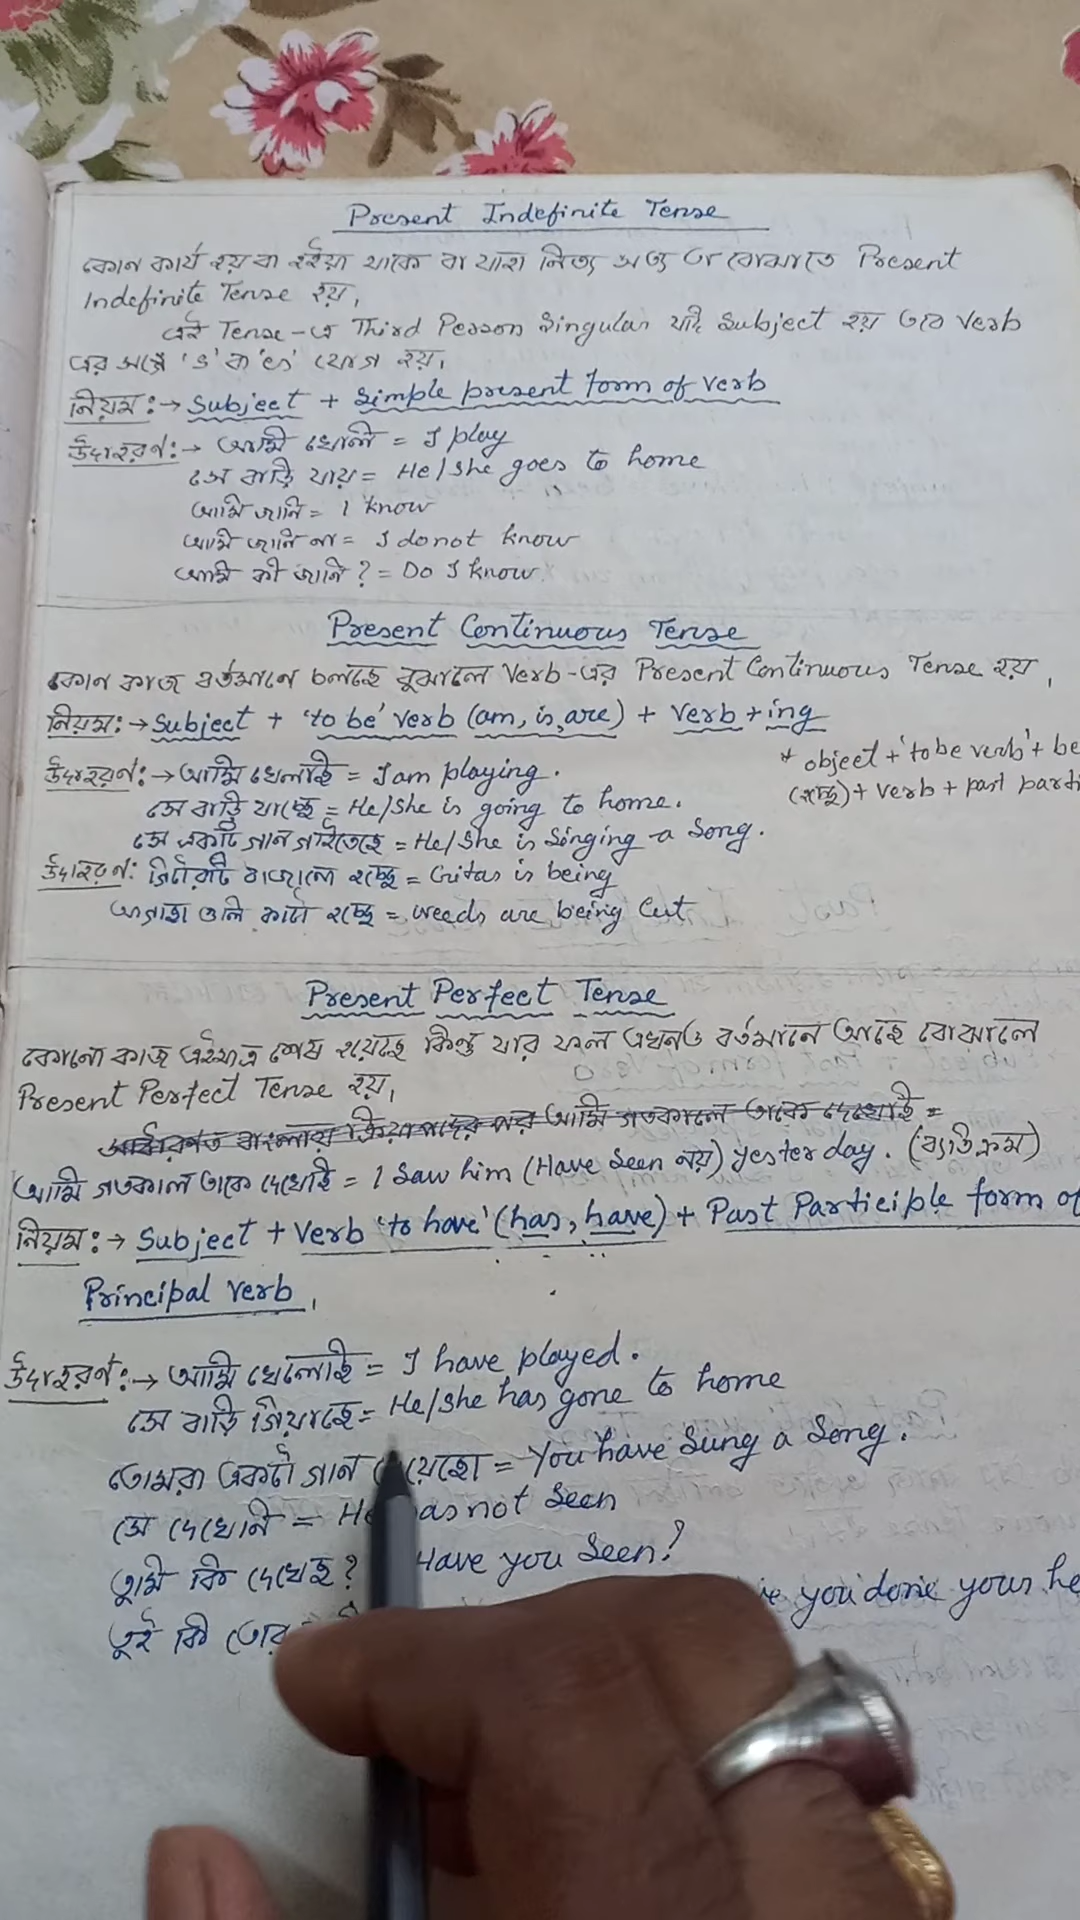 Present Indefinite Tense
কোন কার্য হয় বা হইয়া থাকে বা যাহা নিত্য সত্য তা বোঝাতে Present
Indefinite Tense হয়,
এই Tense-এ Third Person Singular যদি Subject হয় তবে Verb
এর সঙ্গে 's' বা 'es' যোগ হয়।
নিয়ম:→ Subject + Simple present form of verb
উদাহরণ:→ আমি খেলি = I play
সে বাড়ি যায় = He/she goes to home
আমি জানি = I know
আমি জানি না = I do not know
আমি কী জানি? = Do I know.
Present Continuous Tense
কোন কাজ বর্তমানে চলছে বুঝালে Verb-এর Present Continuous Tense হয়,
নিয়ম:→ Subject + 'to be' verb (am, is, are) + verb + ing
* object + 'to be verb' + be
উদাহরণ:→ আমি খেলছি = I am playing.
(হচ্ছে) + verb + past parti
সে বাড়ি যাচ্ছে = He/She is going to home.
সে একটি গান গাইতেছে = He/She is Singing a Song.
উদাহরণ: গিটারটি বাজানো হচ্ছে = Guitar is being
আগাছা গুলি কাটা হচ্ছে = weeds are being Cut
Present Perfect Tense
কোনো কাজ এইমাত্র শেষ হয়েছে কিন্তু যার ফল এখনও বর্তমানে আছে বোঝালে
Present Perfect Tense হয়,
সাধারণত বাংলায় ক্রিয়াপদের পর আমি গতকালে তাকে দেখেছি =
আমি গতকাল তাকে দেখেছি = I Saw him (Have Seen নয়) yesterday. (ব্যতিক্রম)
নিয়ম:→ Subject + Verb 'to have' (has, have) + Past Participle form of
Principal verb,
উদাহরণ:→ আমি খেলেছি = I have played.
সে বাড়ি গিয়াছে = He/she has gone to home
তোমরা একটা গান = You have Sung a Song.
সে দেখেনি = not Seen
তুমি কি দেখেছ? Have you Seen?
তুই কি তোর you done your he